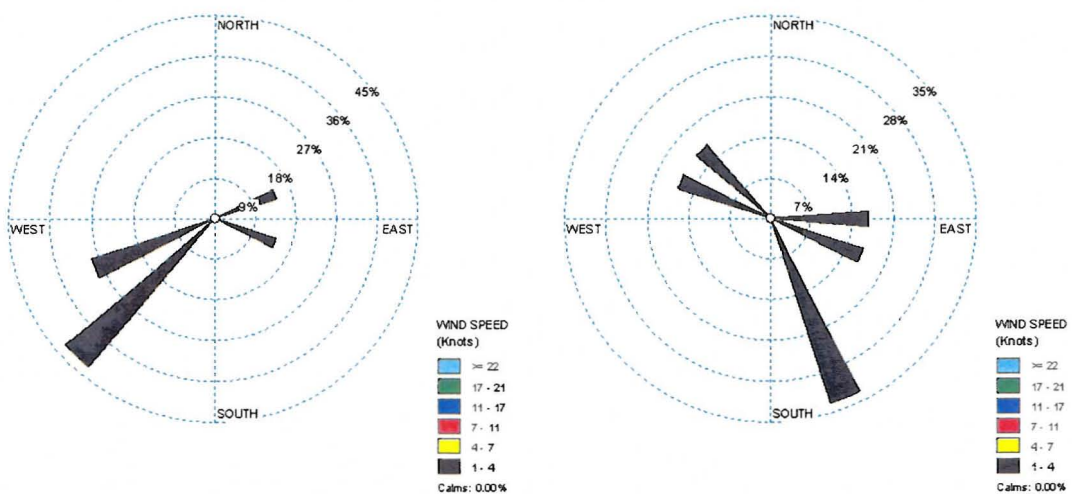 NORTH
45%
36%
27%
18%
9%
WEST
EAST
SOUTH
WIND SPEED
(Knots)
>= 22
17 - 21
11 - 17
7 - 11
4 - 7
1 - 4
Calms: 0.00%
NORTH
35%
28%
21%
14%
7%
WEST
EAST
SOUTH
WIND SPEED
(Knots)
>= 22
17 - 21
11 - 17
7 - 11
4 - 7
1 - 4
Calms: 0.00%